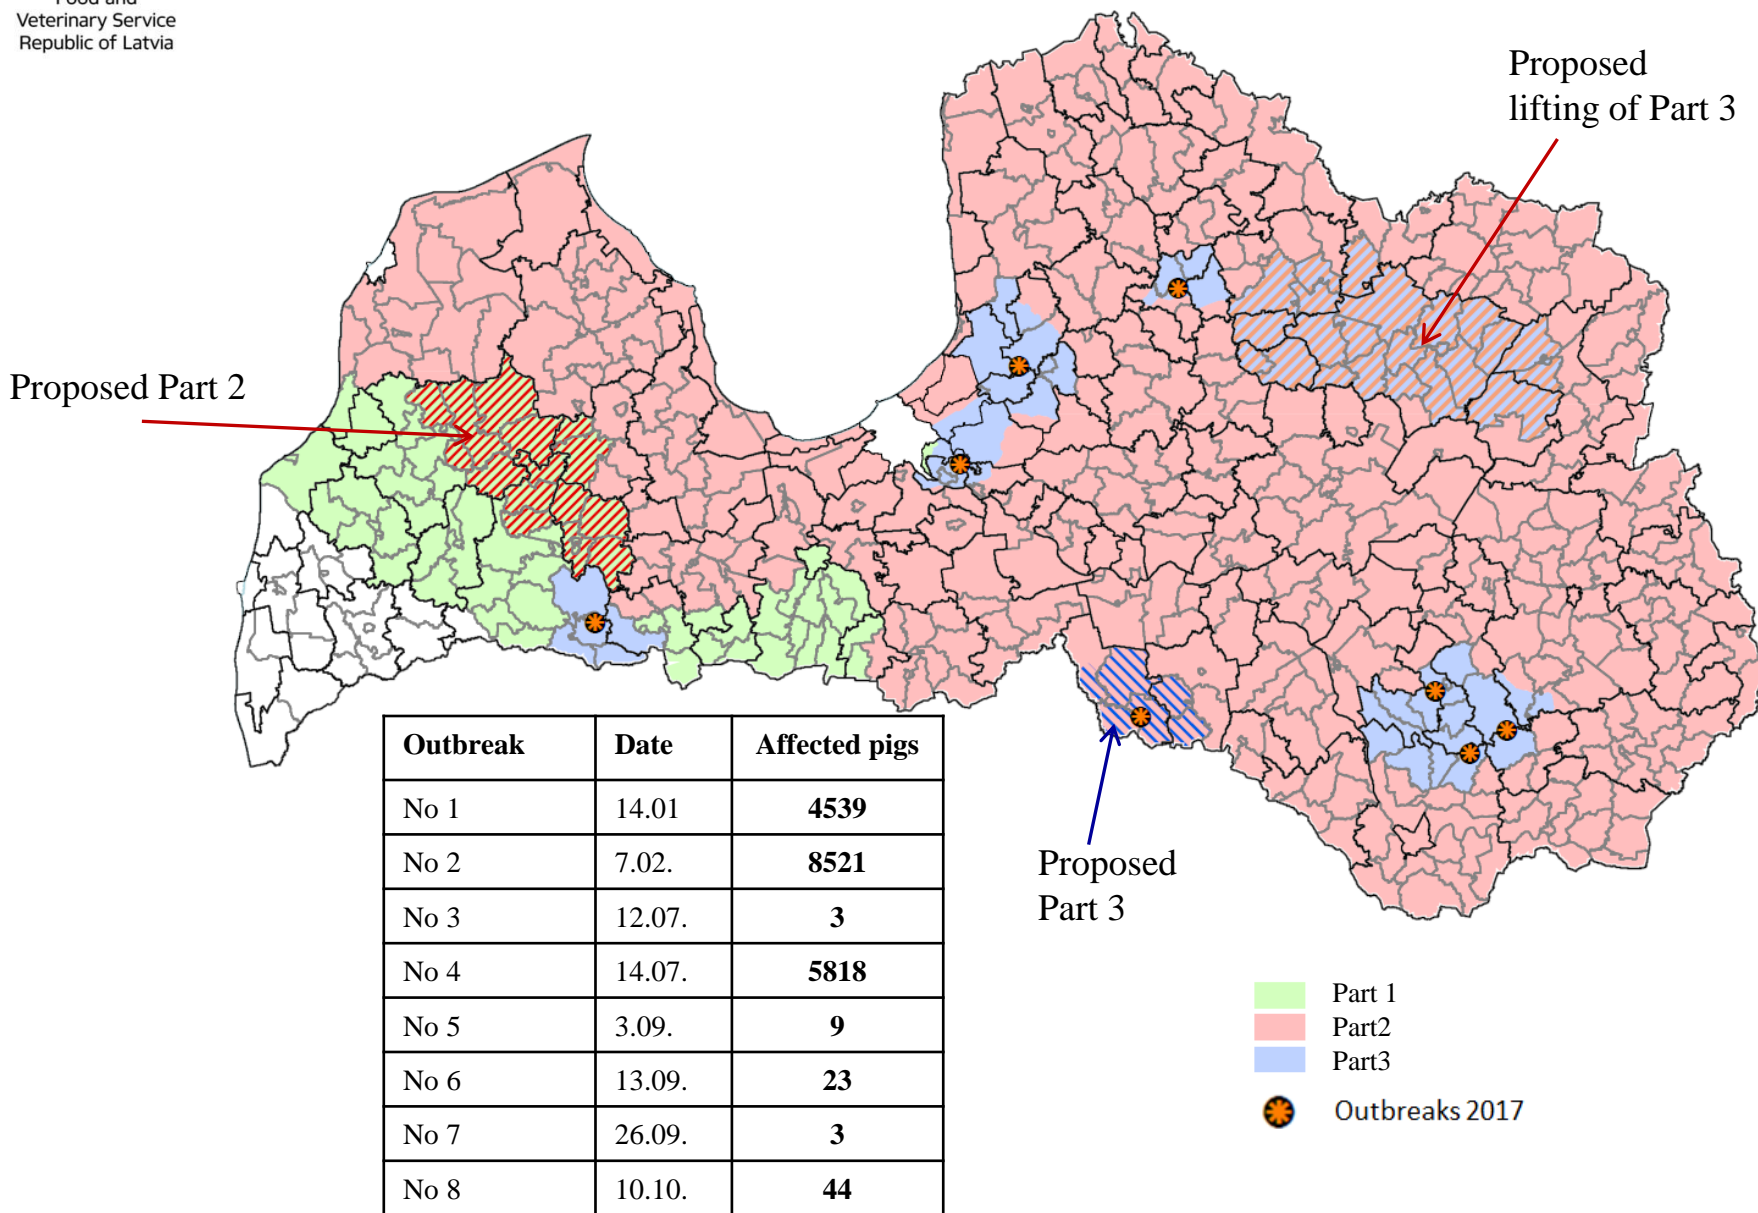 Food and
Veterinary Service
Republic of Latvia
Proposed
lifting of Part 3
Proposed Part 2
Proposed
Part 3
Outbreak Date Affected pigs
No 1 14.01 4539
No 2 7.02. 8521
No 3 12.07. 3
No 4 14.07. 5818
No 5 3.09. 9
No 6 13.09. 23
No 7 26.09. 3
No 8 10.10. 44
Part 1
Part2
Part3
Outbreaks 2017